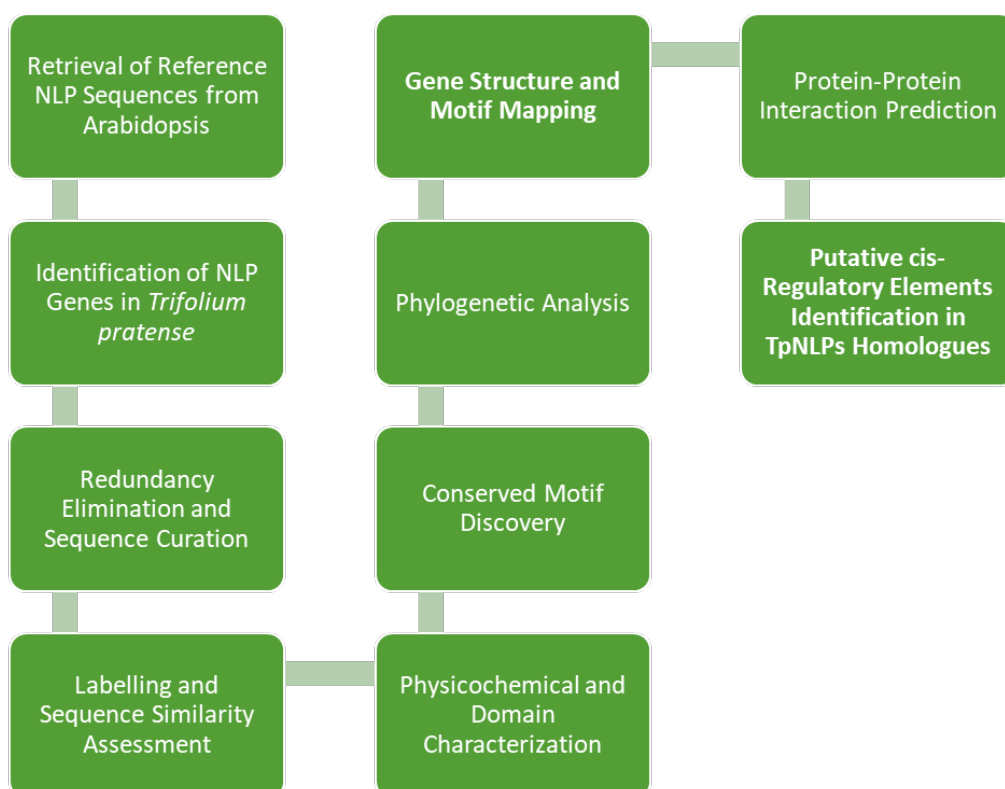 Retrieval of Reference
NLP Sequences from
Arabidopsis
Identification of NLP
Genes in Trifolium
pratense
Redundancy
Elimination and
Sequence Curation
Labelling and
Sequence Similarity
Assessment
Physicochemical and
Domain
Characterization
Conserved Motif
Discovery
Phylogenetic Analysis
Gene Structure and
Motif Mapping
Protein-Protein
Interaction Prediction
Putative cis-
Regulatory Elements
Identification in
TpNLPs Homologues